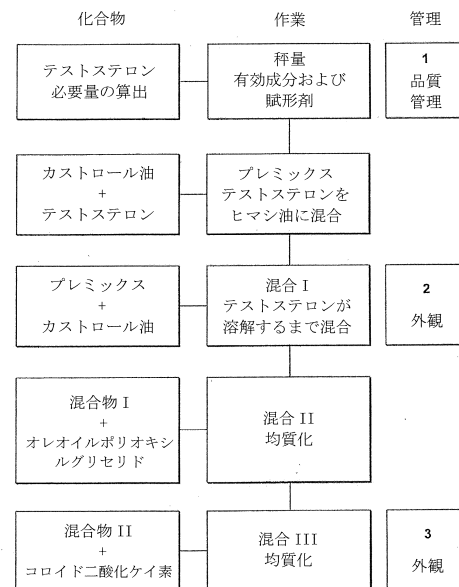 化合物 作業 管理
テストステロン
必要量の算出
秤量
有効成分および
賦形剤
1
品質
管理
カストロール油
+
テストステロン
プレミックス
テストステロンを
ヒマシ油に混合
プレミックス
+
カストロール油
混合 I
テストステロンが
溶解するまで混合
2
外観
混合物 I
+
オレオイルポリオキシ
ルグリセリド
混合 II
均質化
混合物 II
+
コロイド二酸化ケイ素
混合 III
均質化
3
外観